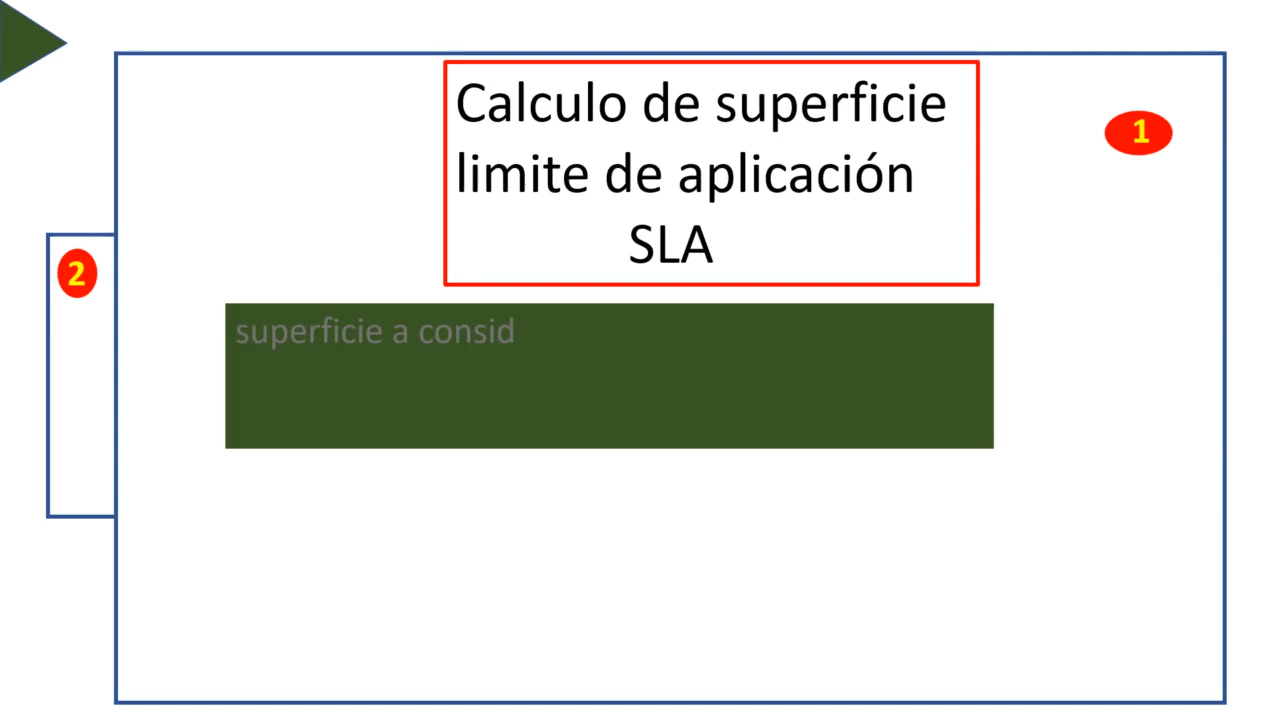 Calculo de superficie
limite de aplicación
SLA
1
2
superficie a consid